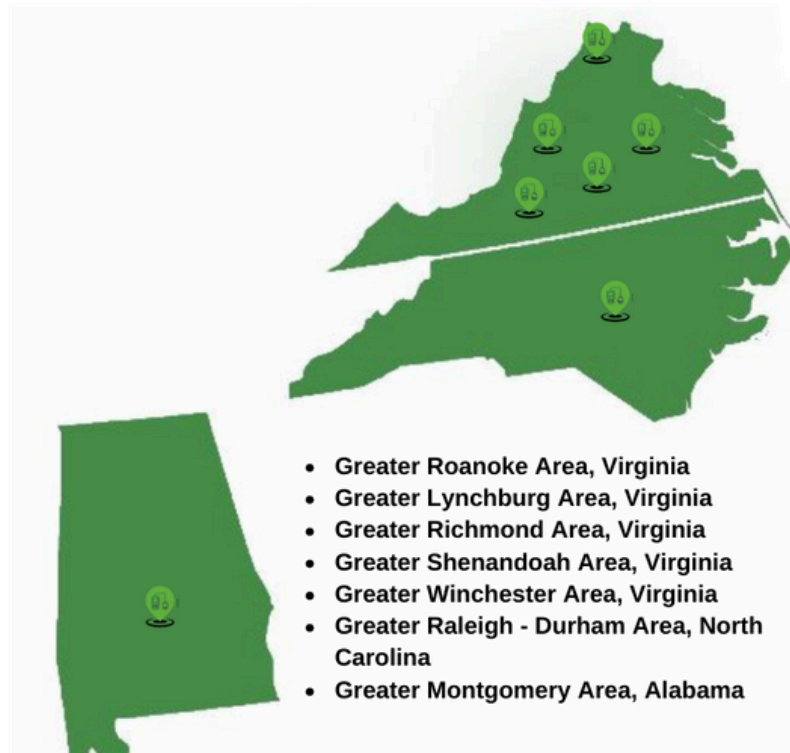 Greater Roanoke Area, Virginia
Greater Lynchburg Area, Virginia
Greater Richmond Area, Virginia
Greater Shenandoah Area, Virginia
Greater Winchester Area, Virginia
Greater Raleigh - Durham Area, North
Carolina
Greater Montgomery Area, Alabama